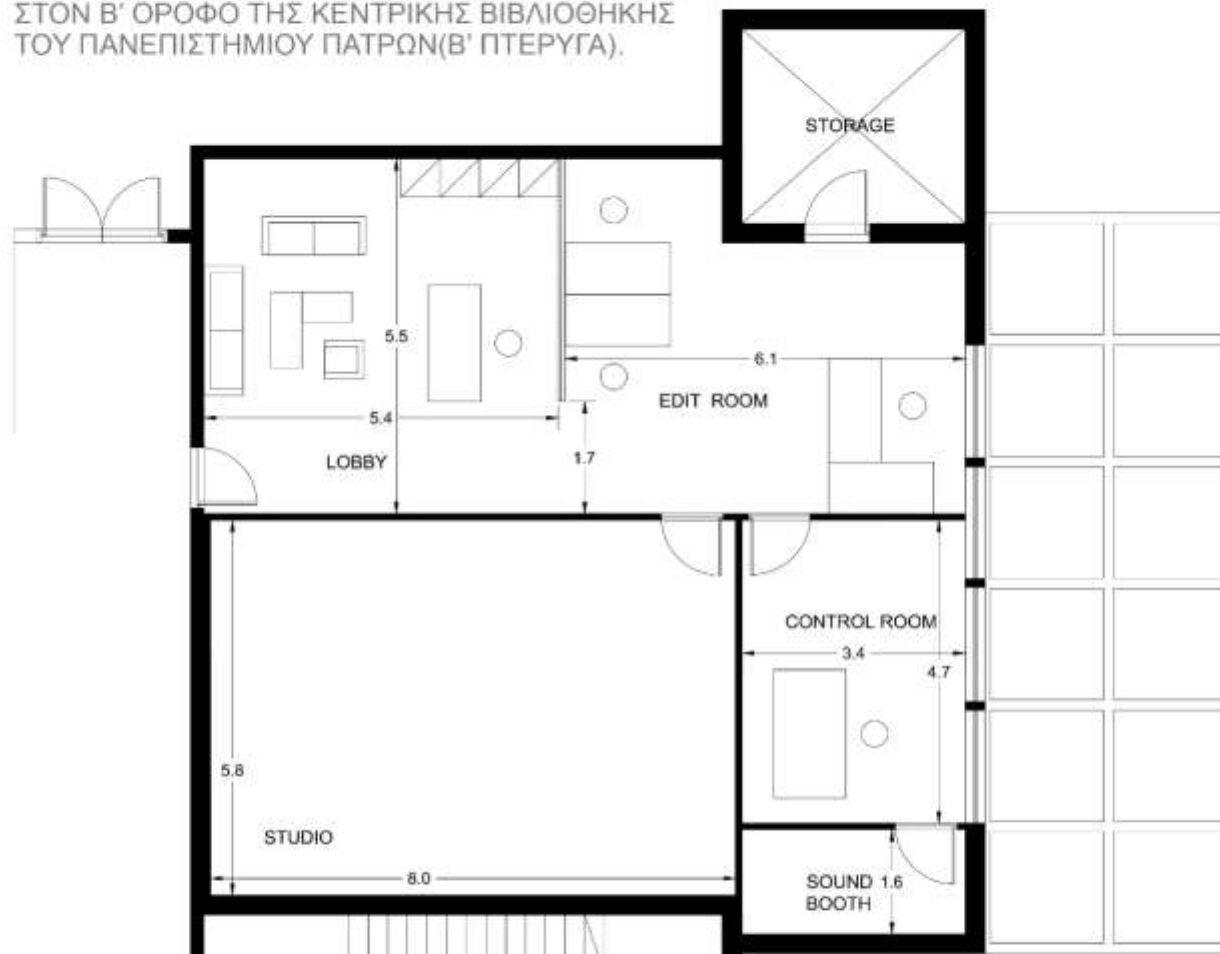 ΣΤΟΝ Β' ΟΡΟΦΟ ΤΗΣ ΚΕΝΤΡΙΚΗΣ ΒΙΒΛΙΟΘΗΚΗΣ
ΤΟΥ ΠΑΝΕΠΙΣΤΗΜΙΟΥ ΠΑΤΡΩΝ(Β' ΠΤΕΡΥΓΑ).
STORAGE
5.5
6.1
EDIT ROOM
5.4
LOBBY
1.7
CONTROL ROOM
3.4
4.7
5.8
STUDIO
8.0
SOUND 1.6
BOOTH